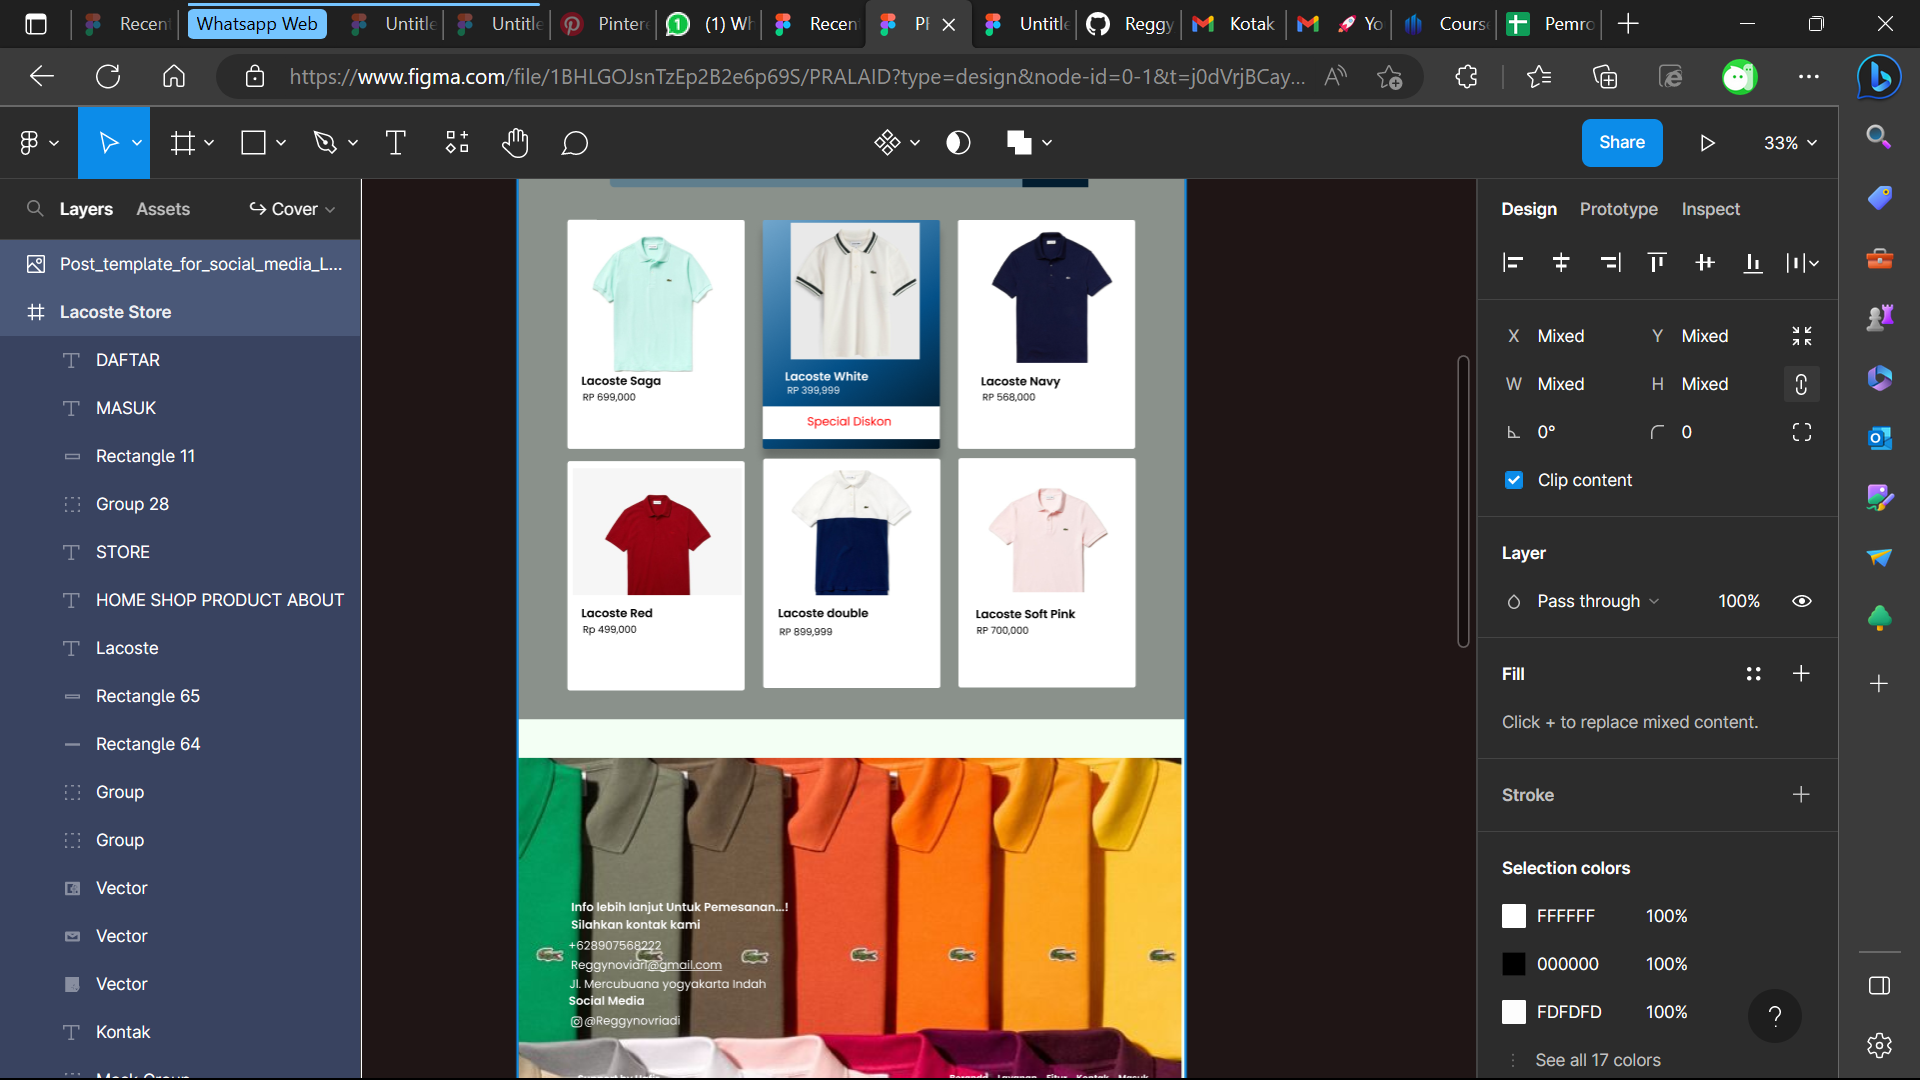 Recen
Whatsapp Web
Untitle
Untitle
Pinter
(1) Wh
Recen
Untitle
Reggy
Kotak
Yo
Course
Pemro
https://www.figma.com/file/1BHLGOJsnTzEp2B2e6p69S/PRALAID?type=design&node-id=0-1&t=j0dVrjBCay...
Share
33%
Layers
Assets
Cover
Post_template_for_social_media_L...
Lacoste Store
DAFTAR
MASUK
Rectangle 11
Group 28
STORE
HOME SHOP PRODUCT ABOUT
Lacoste
Rectangle 65
Rectangle 64
Group
Group
Vector
Vector
Vector
Kontak
Lacoste Saga
RP 699,000
Lacoste White
RP 399,999
Special Diskon
Lacoste Navy
RP 568,000
Lacoste Red
Rp 499,000
Lacoste double
RP 899,999
Lacoste Soft Pink
RP 700,000
Info lebih lanjut Untuk Pemesanan...!
Silahkan kontak kami
+628907568222
Reggynoviari@gmail.com
Jl. Mercubuana yogyakarta Indah
Social Media
@Reggynovriadi
Design
Prototype
Inspect
X Mixed
Y Mixed
W Mixed
H Mixed
0°
0
Clip content
Layer
Pass through
100%
Fill
Click + to replace mixed content.
Stroke
Selection colors
FFFFFF 100%
000000 100%
FDFDFD 100%
See all 17 colors
?